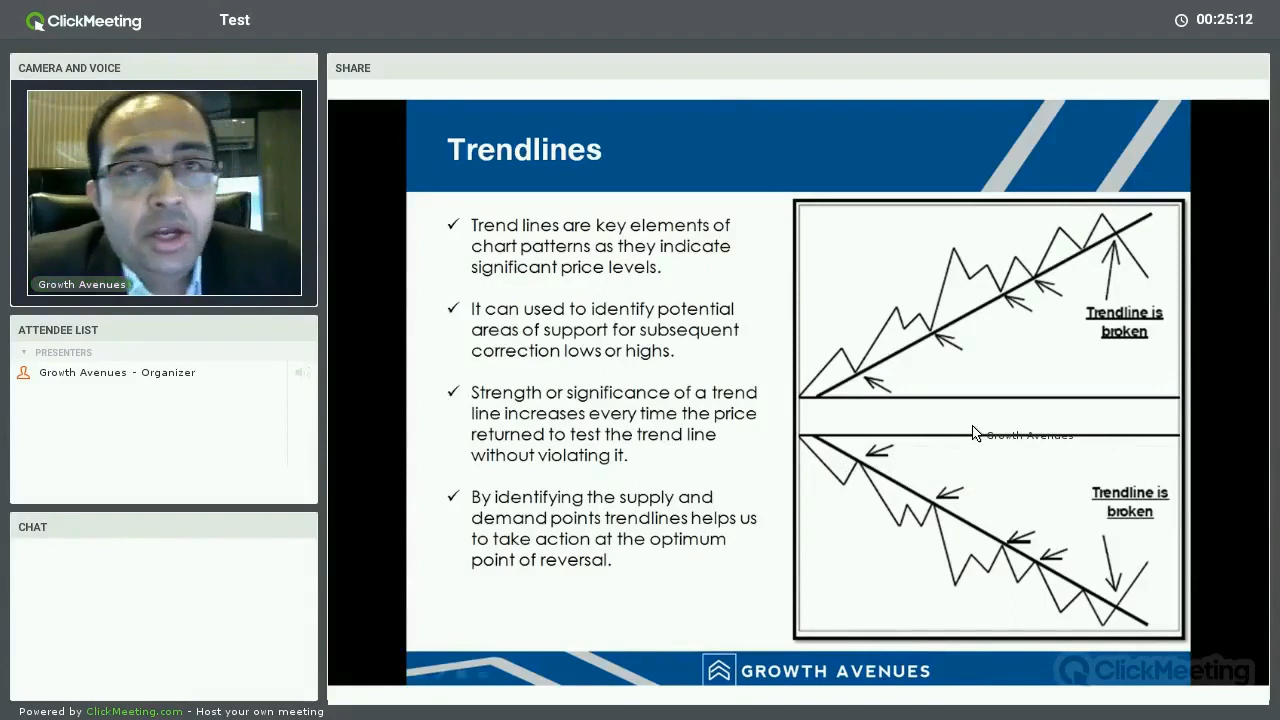 ClickMeeting
Test
00:25:12
CAMERA AND VOICE
Growth Avenues
ATTENDEE LIST
PRESENTERS
Growth Avenues - Organizer
CHAT
SHARE
Trendlines
✓ Trend lines are key elements of
chart patterns as they indicate
significant price levels.
✓ It can used to identify potential
areas of support for subsequent
correction lows or highs.
✓ Strength or significance of a trend
line increases every time the price
returned to test the trend line
without violating it.
✓ By identifying the supply and
demand points trendlines helps us
to take action at the optimum
point of reversal.
Trendline is
broken
Growth Avenues
Trendline is
broken
GROWTH AVENUES
ClickMeeting
Powered by ClickMeeting.com - Host your own meeting